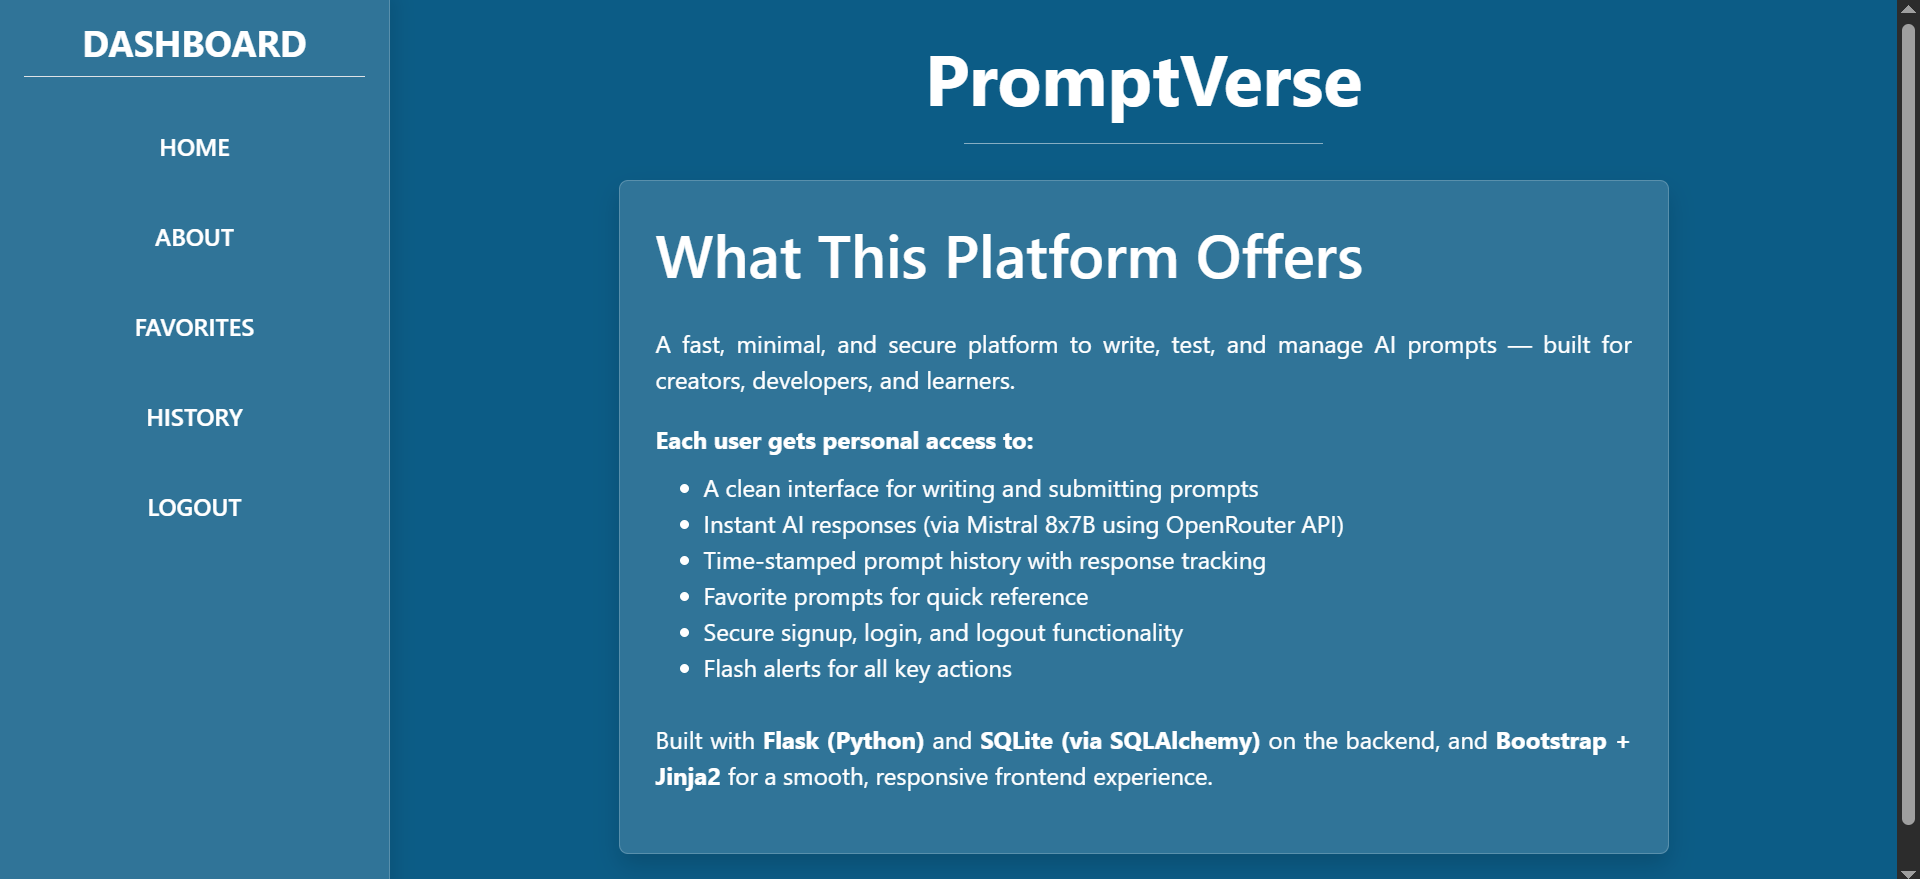 DASHBOARD
HOME
ABOUT
FAVORITES
HISTORY
LOGOUT
PromptVerse
What This Platform Offers
A fast, minimal, and secure platform to write, test, and manage AI prompts — built for
creators, developers, and learners.
Each user gets personal access to:
• A clean interface for writing and submitting prompts
• Instant AI responses (via Mistral 8x7B using OpenRouter API)
• Time-stamped prompt history with response tracking
• Favorite prompts for quick reference
• Secure signup, login, and logout functionality
• Flash alerts for all key actions
Built with Flask (Python) and SQLite (via SQLAlchemy) on the backend, and Bootstrap +
Jinja2 for a smooth, responsive frontend experience.